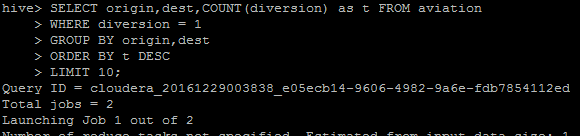 hive> SELECT origin,dest,COUNT(diversion) as t FROM aviation
> WHERE diversion = 1
> GROUP BY origin,dest
> ORDER BY t DESC
> LIMIT 10;
Query ID = cloudera_20161229003838_e05ecb14-9606-4982-9a6e-fdb7854112ed
Total jobs = 2
Launching Job 1 out of 2
Number of reduce tasks not specified. Estimated from input data size: 1